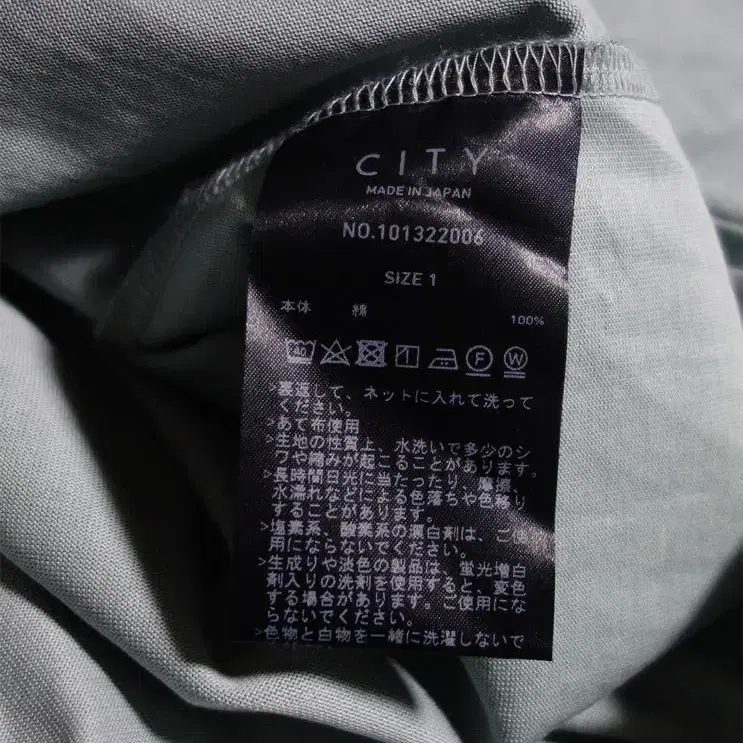 CITY
MADE IN JAPAN
NO.101322006
SIZE 1
本体 綿 100%
40 F W
>裏返して、ネットに入れて洗って
ください。
>あて布使用
>生地の性質上、水洗いで多少のシ
ワや縮みが起こることがあります。
>長時間日光に当たったり、摩擦、
水濡れなどによる色落ちや色移り
することがあります。
>塩素系、酸素系の漂白剤は、ご使
用にならないでください。
>生成りや淡色の製品は、蛍光増白
剤入りの洗剤を使用すると、変色
する場合があります。ご使用にな
らないでください。
>色物と白物を一緒に洗濯しないで